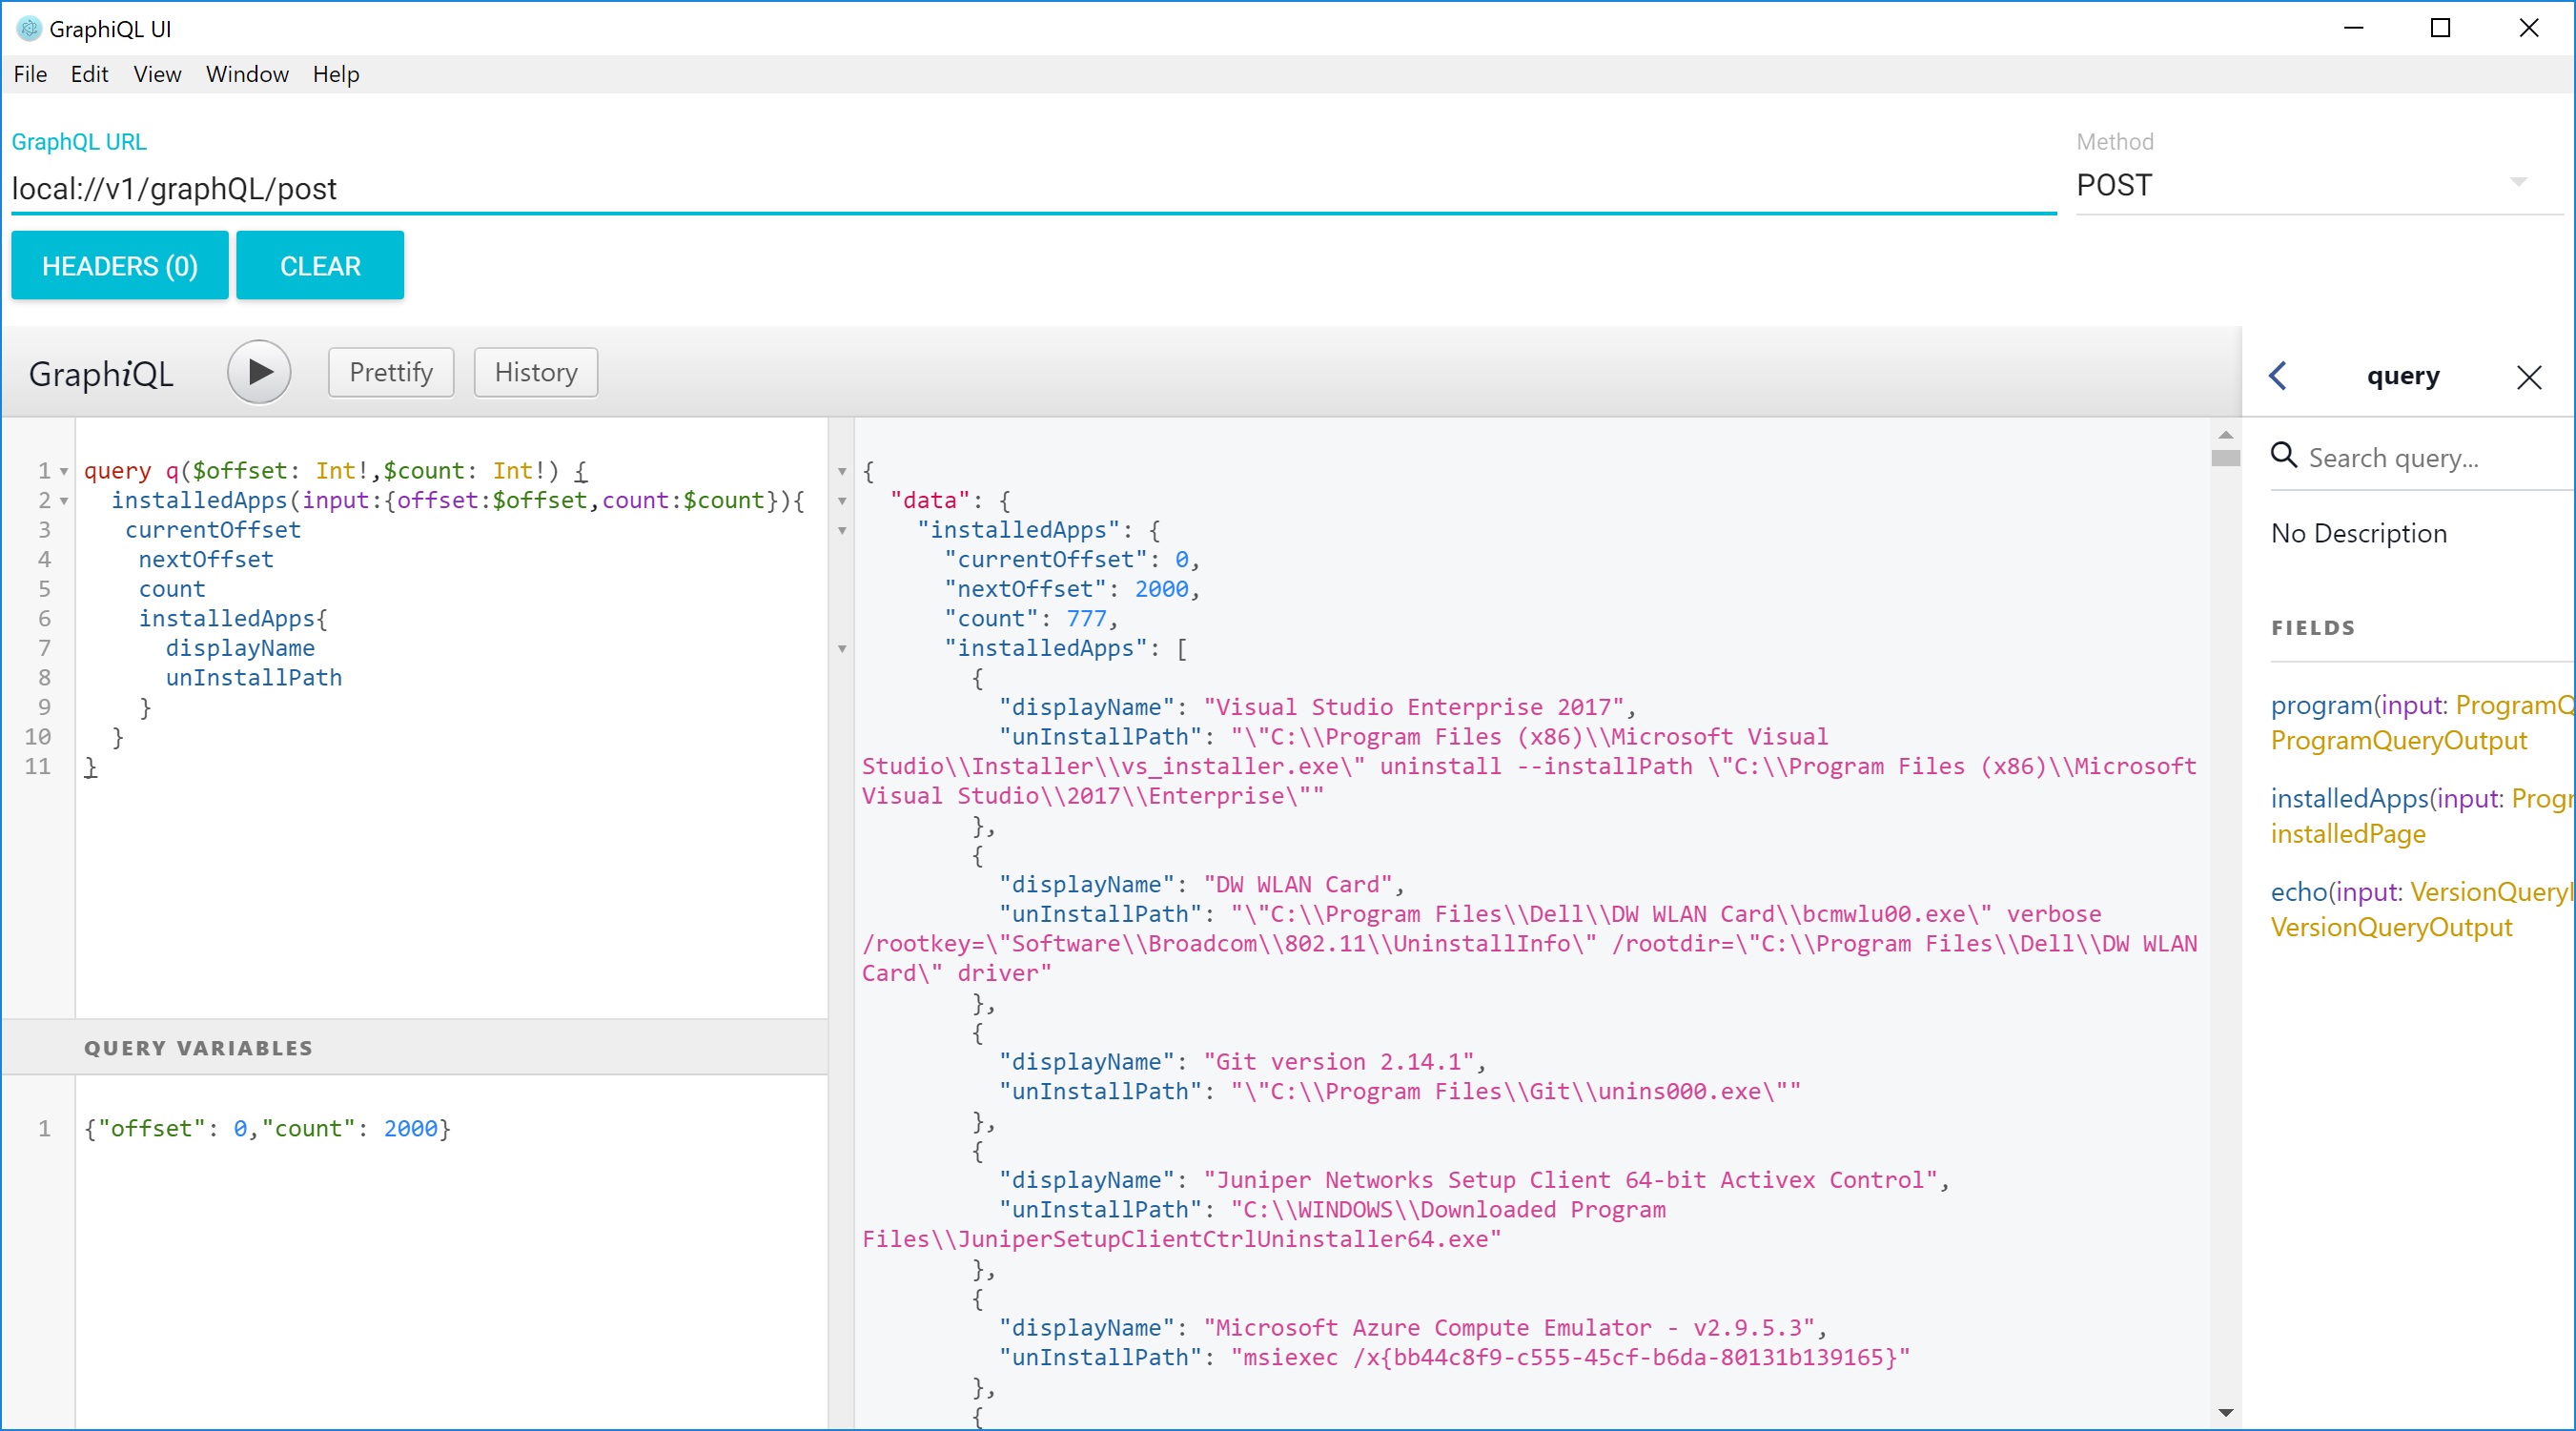 GraphiQL UI
File Edit View Window Help
GraphQL URL
local://v1/graphQL/post
Method
POST
HEADERS (0) CLEAR
GraphiQL Prettify History
1 query q($offset: Int!,$count: Int!) {
2 installedApps(input:{offset:$offset,count:$count}){
3 currentOffset
4 nextOffset
5 count
6 installedApps{
7 displayName
8 unInstallPath
9 }
10 }
11 }
QUERY VARIABLES
1 {"offset": 0,"count": 2000}
{
"data": {
"installedApps": {
"currentOffset": 0,
"nextOffset": 2000,
"count": 777,
"installedApps": [
{
"displayName": "Visual Studio Enterprise 2017",
"unInstallPath": "\"C:\\Program Files (x86)\\Microsoft Visual
Studio\\Installer\\vs_installer.exe\" uninstall --installPath \"C:\\Program Files (x86)\\Microsoft
Visual Studio\\2017\\Enterprise\""
},
{
"displayName": "DW WLAN Card",
"unInstallPath": "\"C:\\Program Files\\Dell\\DW WLAN Card\\bcmwlu00.exe\" verbose
/rootkey=\"Software\\Broadcom\\802.11\\UninstallInfo\" /rootdir=\"C:\\Program Files\\Dell\\DW WLAN
Card\" driver"
},
{
"displayName": "Git version 2.14.1",
"unInstallPath": "\"C:\\Program Files\\Git\\unins000.exe\""
},
{
"displayName": "Juniper Networks Setup Client 64-bit Activex Control",
"unInstallPath": "C:\\WINDOWS\\Downloaded Program
Files\\JuniperSetupClientCtrlUninstaller64.exe"
},
{
"displayName": "Microsoft Azure Compute Emulator - v2.9.5.3",
"unInstallPath": "msiexec /x{bb44c8f9-c555-45cf-b6da-80131b139165}"
},
{
query
Search query...
No Description
FIELDS
program(input: ProgramQ
ProgramQueryOutput
installedApps(input: Progr
installedPage
echo(input: VersionQueryI
VersionQueryOutput